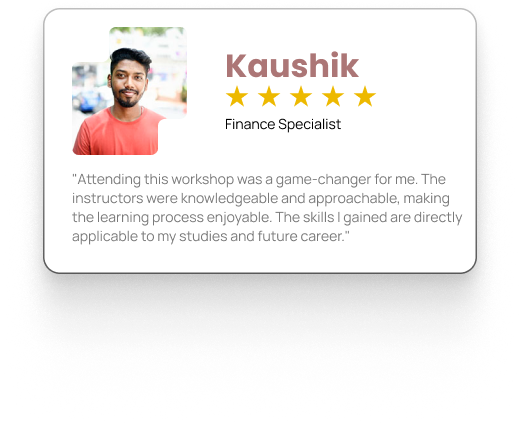 Kaushik
Finance Specialist
"Attending this workshop was a game-changer for me. The
instructors were knowledgeable and approachable, making
the learning process enjoyable. The skills I gained are directly
applicable to my studies and future career."